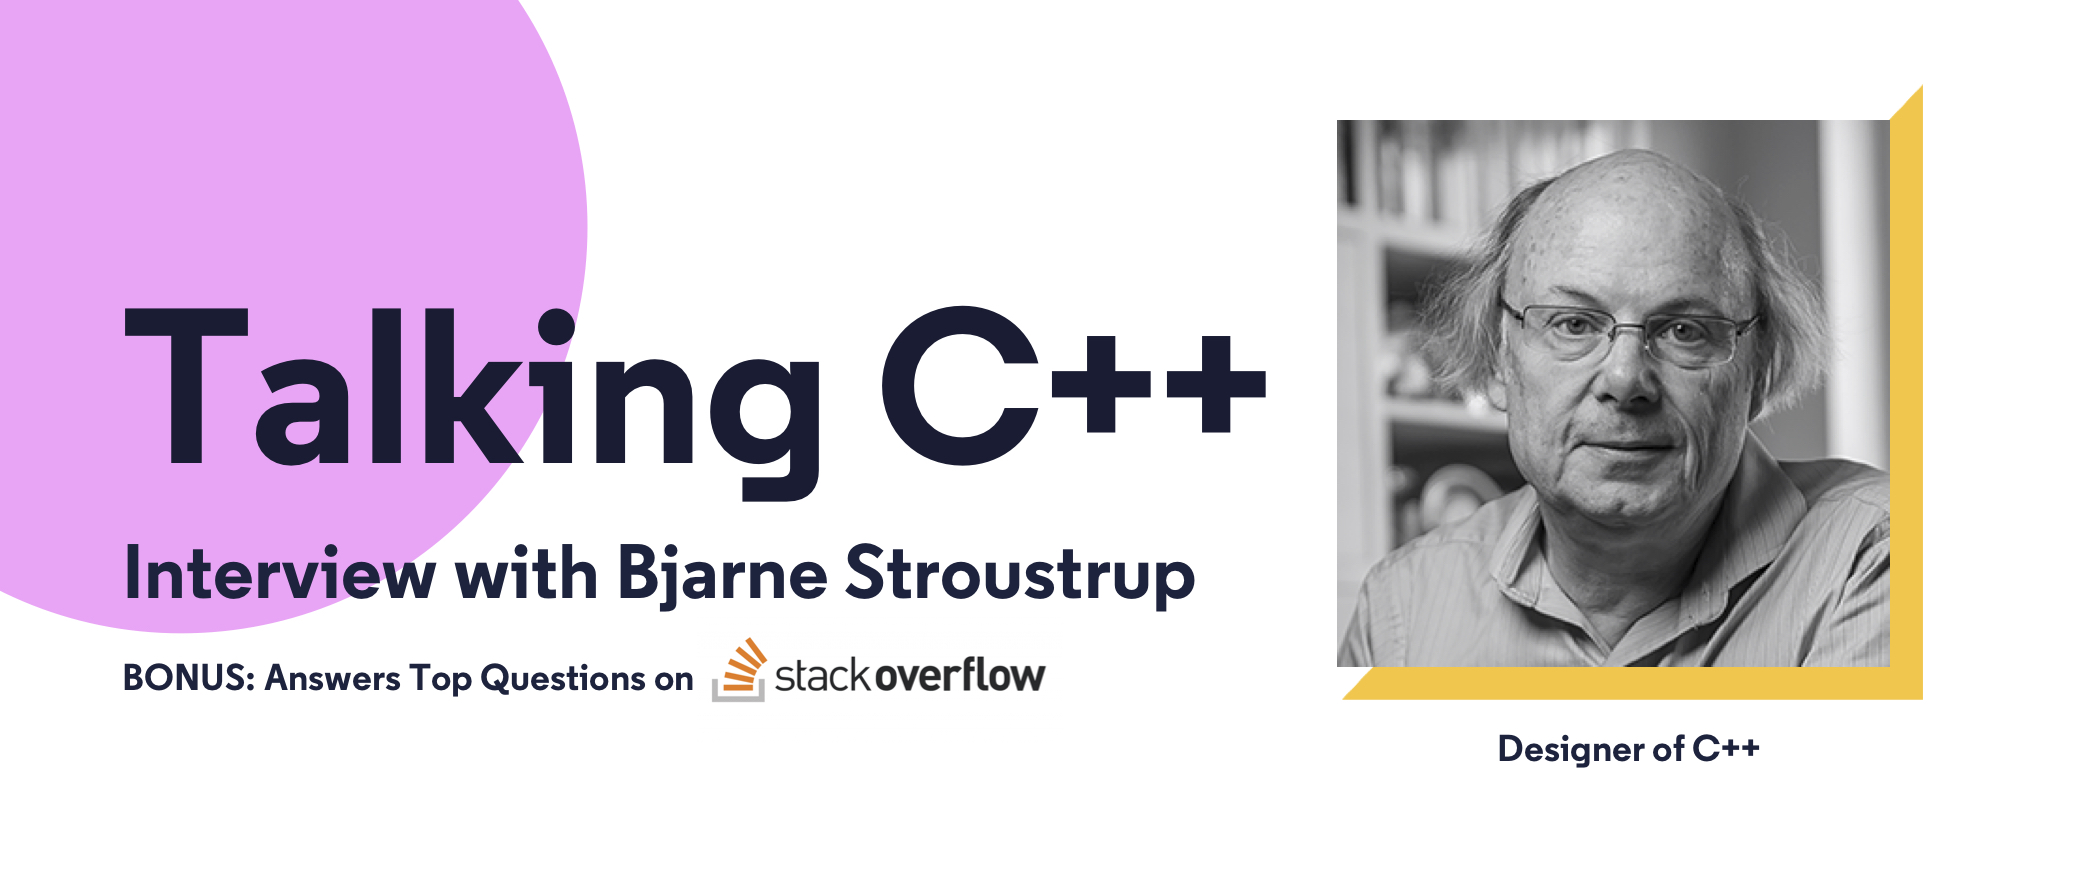 Talking C++
Interview with Bjarne Stroustrup
BONUS: Answers Top Questions on stackoverflow
Designer of C++